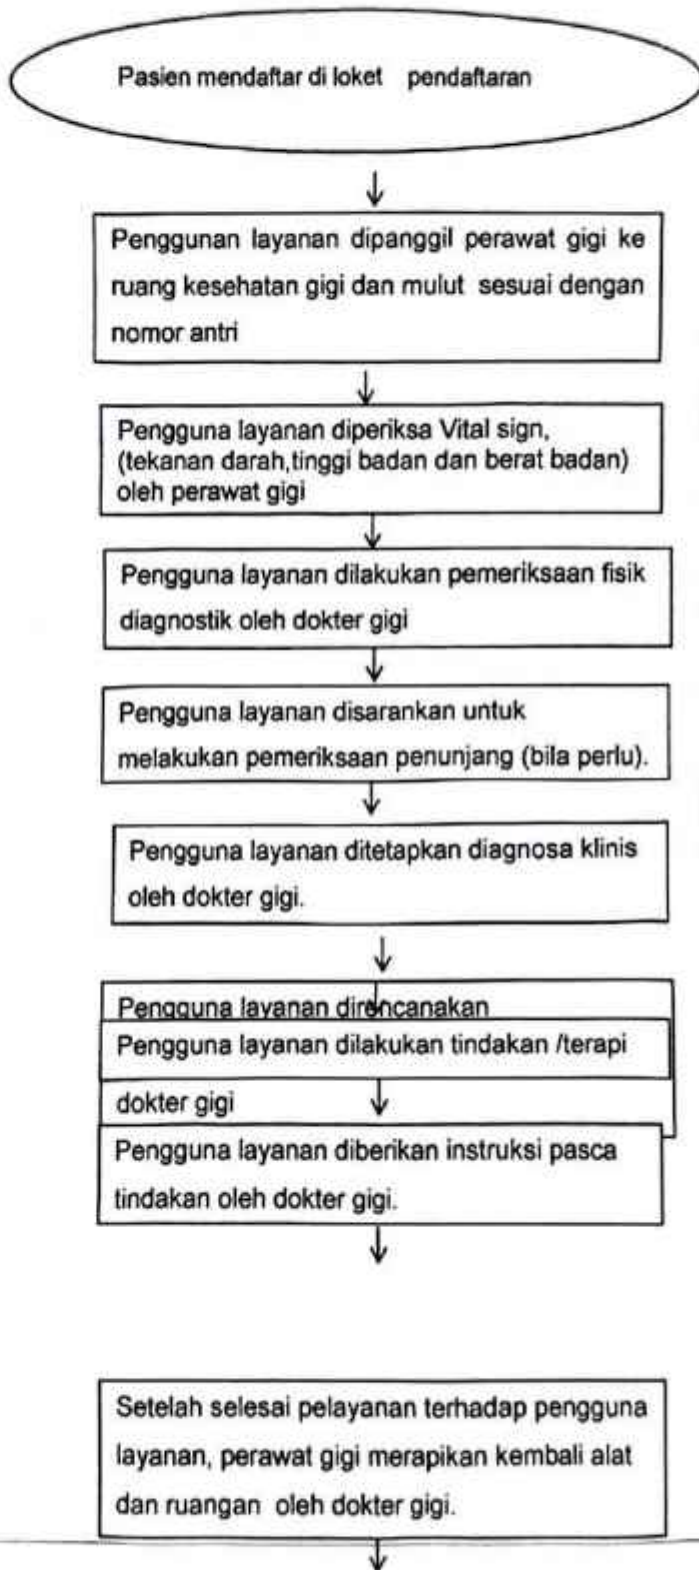 Pasien mendaftar di loket pendaftaran
Penggunan layanan dipanggil perawat gigi ke
ruang kesehatan gigi dan mulut sesuai dengan
nomor antri
Pengguna layanan diperiksa Vital sign,
(tekanan darah,tinggi badan dan berat badan)
oleh perawat gigi
Pengguna layanan dilakukan pemeriksaan fisik
diagnostik oleh dokter gigi
Pengguna layanan disarankan untuk
melakukan pemeriksaan penunjang (bila perlu).
Pengguna layanan ditetapkan diagnosa klinis
oleh dokter gigi.
Pengguna layanan direncanakan
Pengguna layanan dilakukan tindakan /terapi
dokter gigi
Pengguna layanan diberikan instruksi pasca
tindakan oleh dokter gigi.
Setelah selesai pelayanan terhadap pengguna
layanan, perawat gigi merapikan kembali alat
dan ruangan oleh dokter gigi.